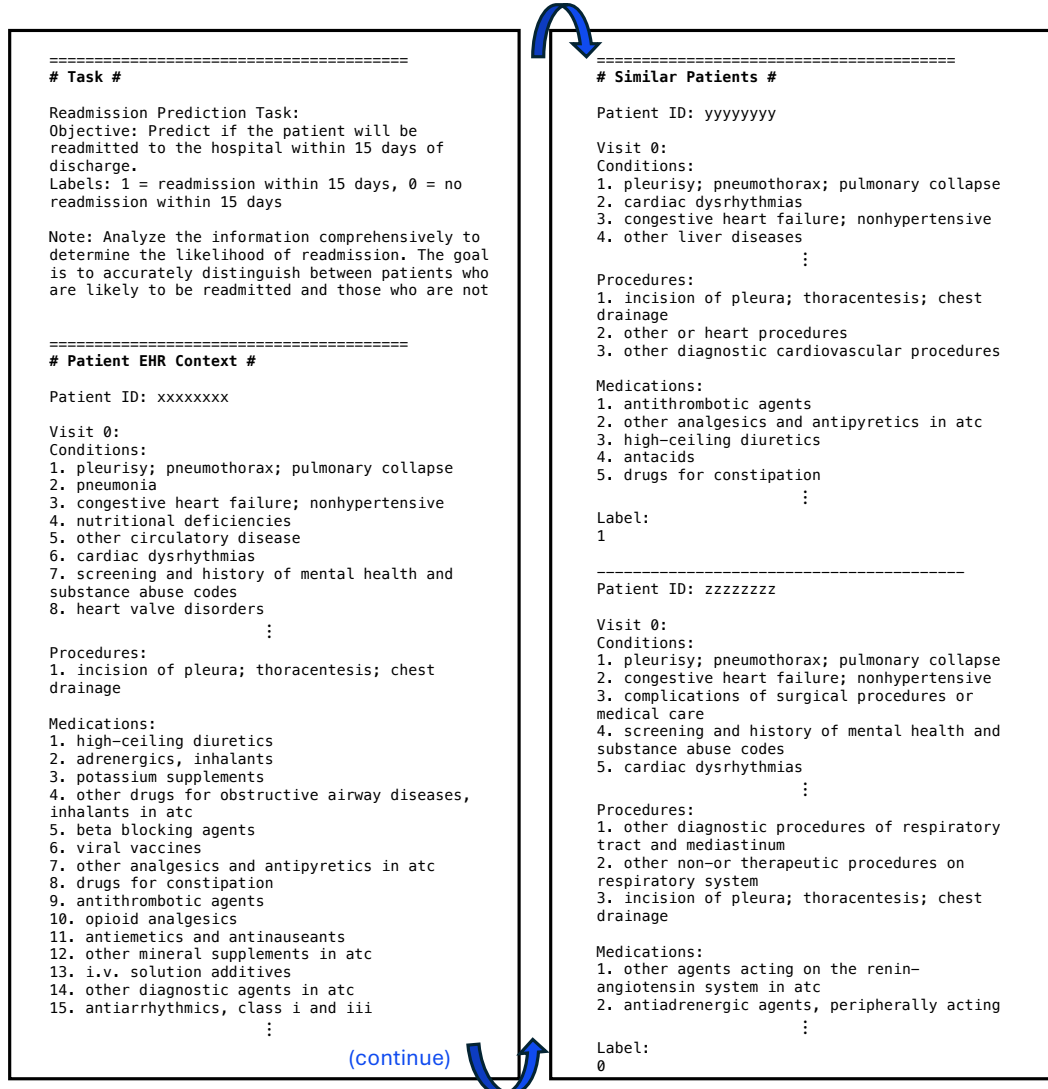 ========================================
# Task #
Readmission Prediction Task:
Objective: Predict if the patient will be
readmitted to the hospital within 15 days of
discharge.
Labels: 1 = readmission within 15 days, 0 = no
readmission within 15 days
Note: Analyze the information comprehensively to
determine the likelihood of readmission. The goal
is to accurately distinguish between patients who
are likely to be readmitted and those who are not
========================================
# Patient EHR Context #
Patient ID: xxxxxxxx
Visit 0:
Conditions:
1. pleurisy; pneumothorax; pulmonary collapse
2. pneumonia
3. congestive heart failure; nonhypertensive
4. nutritional deficiencies
5. other circulatory disease
6. cardiac dysrhythmias
7. screening and history of mental health and
substance abuse codes
8. heart valve disorders
⋮
Procedures:
1. incision of pleura; thoracentesis; chest
drainage
Medications:
1. high-ceiling diuretics
2. adrenergics, inhalants
3. potassium supplements
4. other drugs for obstructive airway diseases,
inhalants in atc
5. beta blocking agents
6. viral vaccines
7. other analgesics and antipyretics in atc
8. drugs for constipation
9. antithrombotic agents
10. opioid analgesics
11. antiemetics and antinauseants
12. other mineral supplements in atc
13. i.v. solution additives
14. other diagnostic agents in atc
15. antiarrhythmics, class i and iii
⋮
(continue)
========================================
# Similar Patients #
Patient ID: yyyyyyyy
Visit 0:
Conditions:
1. pleurisy; pneumothorax; pulmonary collapse
2. cardiac dysrhythmias
3. congestive heart failure; nonhypertensive
4. other liver diseases
⋮
Procedures:
1. incision of pleura; thoracentesis; chest
drainage
2. other or heart procedures
3. other diagnostic cardiovascular procedures
Medications:
1. antithrombotic agents
2. other analgesics and antipyretics in atc
3. high-ceiling diuretics
4. antacids
5. drugs for constipation
⋮
Label:
1
-----------------------------------------
Patient ID: zzzzzzzz
Visit 0:
Conditions:
1. pleurisy; pneumothorax; pulmonary collapse
2. congestive heart failure; nonhypertensive
3. complications of surgical procedures or
medical care
4. screening and history of mental health and
substance abuse codes
5. cardiac dysrhythmias
⋮
Procedures:
1. other diagnostic procedures of respiratory
tract and mediastinum
2. other non-or therapeutic procedures on
respiratory system
3. incision of pleura; thoracentesis; chest
drainage
Medications:
1. other agents acting on the renin-
angiotensin system in atc
2. antiadrenergic agents, peripherally acting
⋮
Label:
0